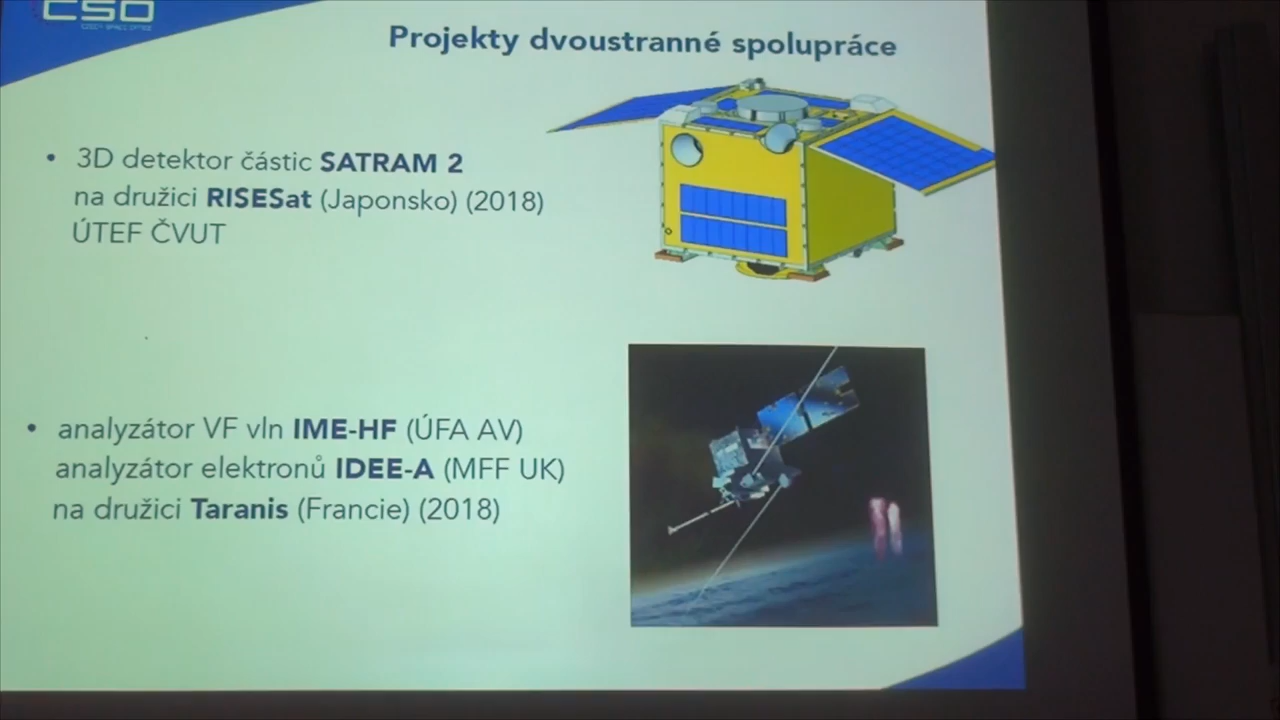 CSO
Projekty dvoustranné spolupráce
• 3D detektor částic SATRAM 2
na družici RISESat (Japonsko) (2018)
ÚTEF ČVUT
• analyzátor VF vln IME-HF (ÚFA AV)
analyzátor elektronů IDEE-A (MFF UK)
na družici Taranis (Francie) (2018)